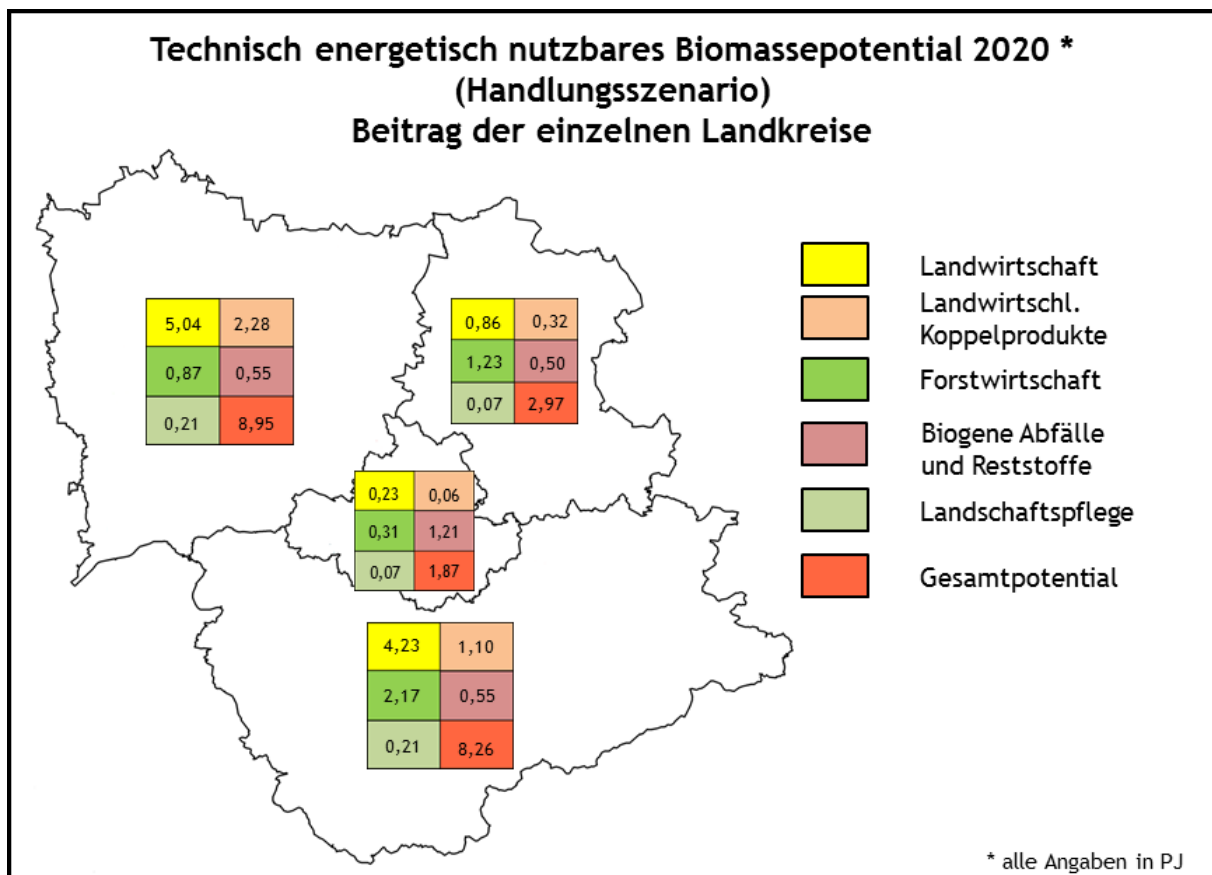 Technisch energetisch nutzbares Biomassepotential 2020 *
(Handlungsszenario)
Beitrag der einzelnen Landkreise
5,04 2,28
0,87 0,55
0,21 8,95
0,86 0,32
1,23 0,50
0,07 2,97
0,23 0,06
0,31 1,21
0,07 1,87
4,23 1,10
2,17 0,55
0,21 8,26
Landwirtschaft
Landwirtschl.
Koppelprodukte
Forstwirtschaft
Biogene Abfälle
und Reststoffe
Landschaftspflege
Gesamtpotential
* alle Angaben in PJ